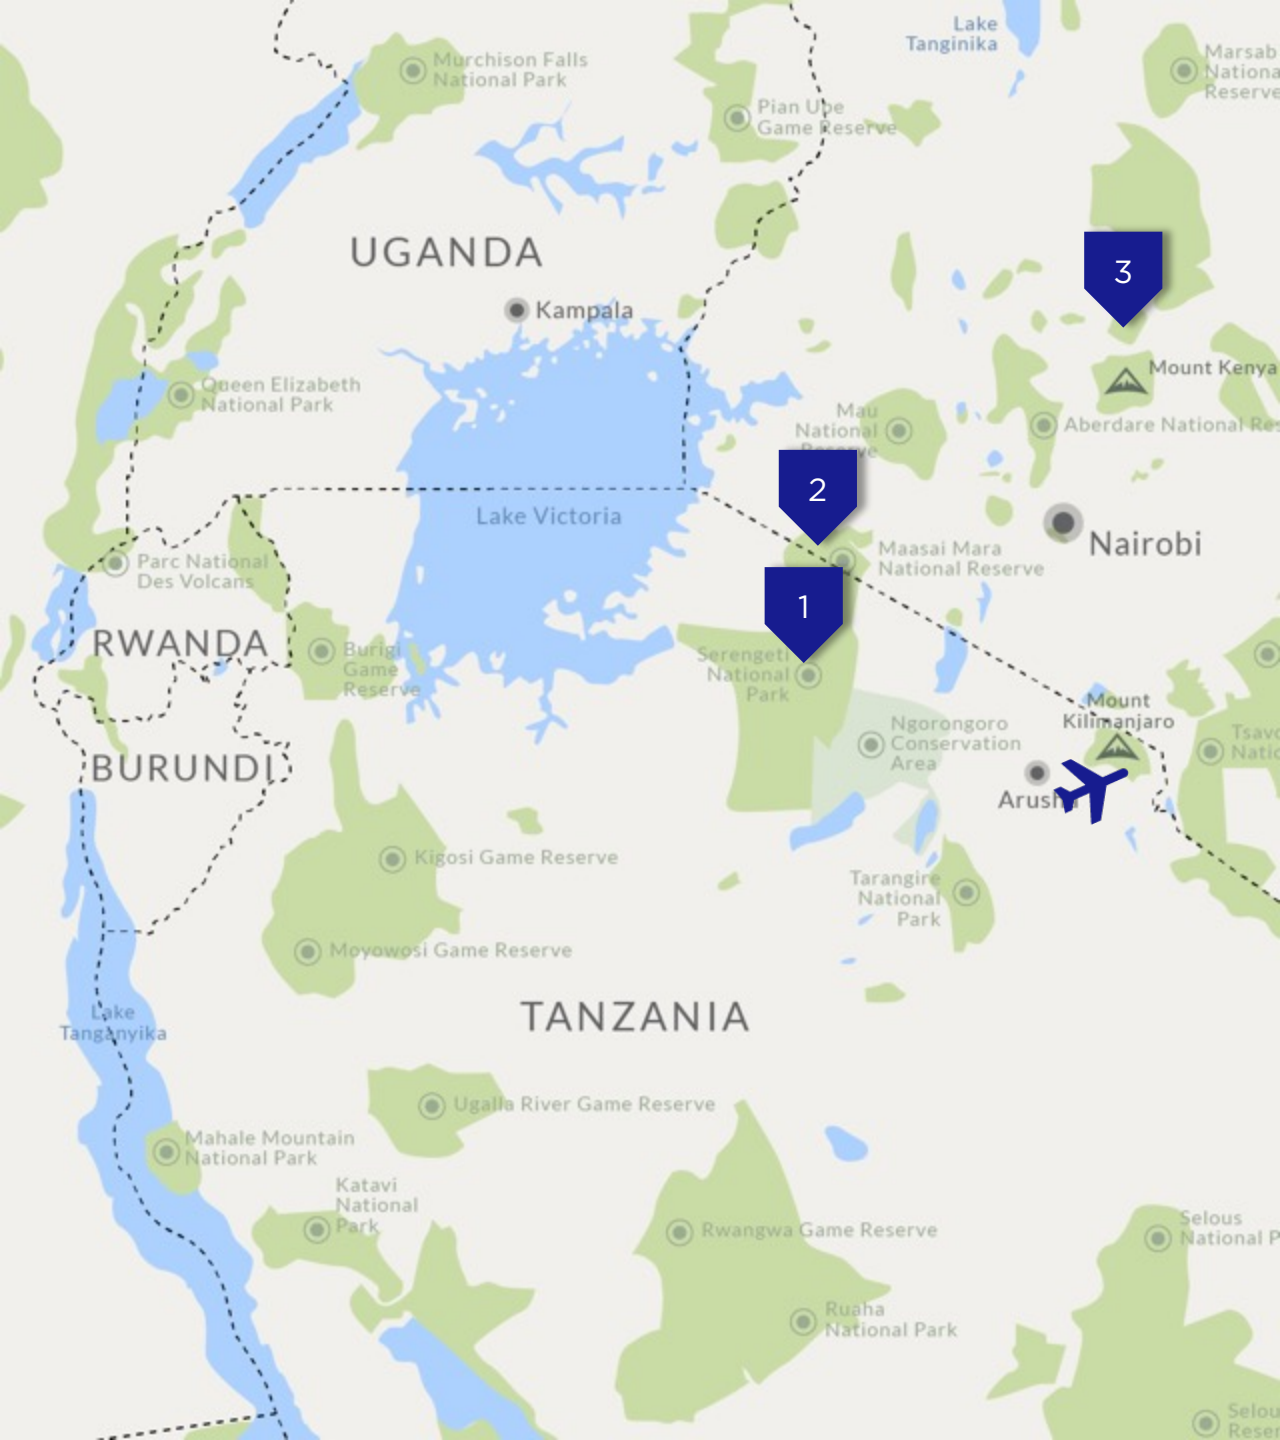 Lake
Tanginika
Murchison Falls
National Park
Marsab
Nationa
Reserve
Pian Upe
Game Reserve
UGANDA
3
Kampala
Mount Kenya
Queen Elizabeth
National Park
Mau
National
Reserve
Aberdare National Res
2
Lake Victoria
Nairobi
Parc National
Des Volcans
Maasai Mara
National Reserve
1
RWANDA
Burigi
Game
Reserve
Serengeti
National
Park
Mount
Kilimanjaro
Ngorongoro
Conservation
Area
Tsavo
Natio
BURUNDI
Arusha
Kigosi Game Reserve
Tarangire
National
Park
Moyowosi Game Reserve
TANZANIA
Lake
Tanganyika
Ugalla River Game Reserve
Mahale Mountain
National Park
Katavi
National
Park
Rwangwa Game Reserve
Selous
National P
Ruaha
National Park
Selou
Reser